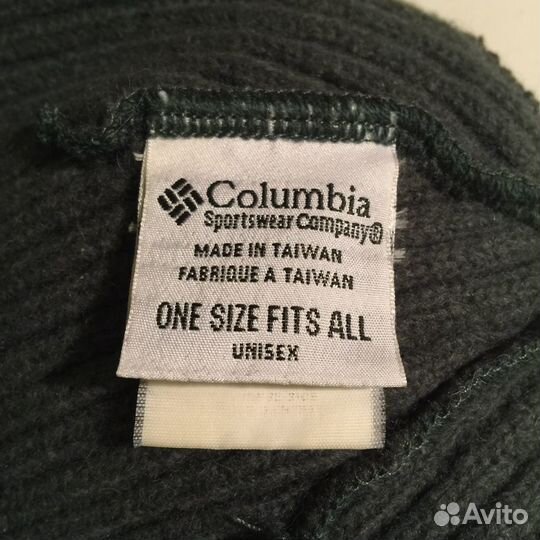 Columbia
Sportswear Company®
MADE IN TAIWAN
FABRIQUE A TAIWAN
ONE SIZE FITS ALL
UNISEX
Avito